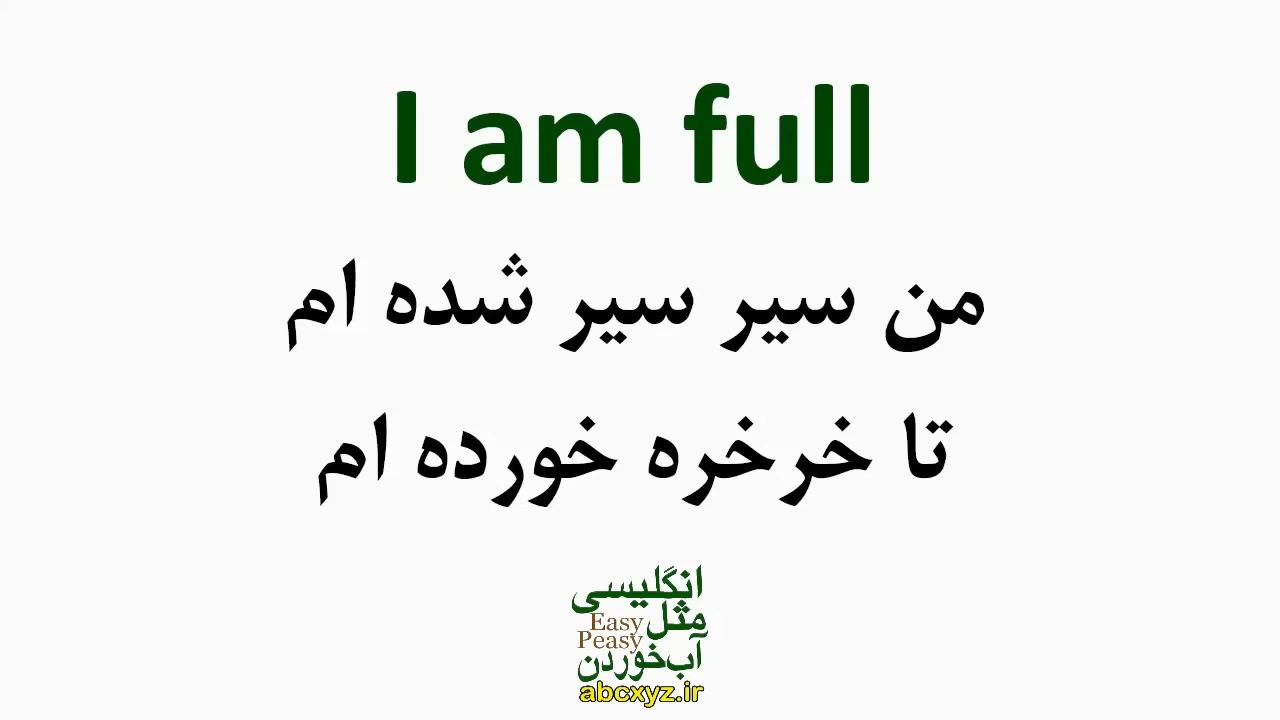 I am full
من سیر سیر شده ام
تا خرخره خورده ام
انگلیسی
مثل Easy
Peasy
آب‌خوردن
abcxyz.ir